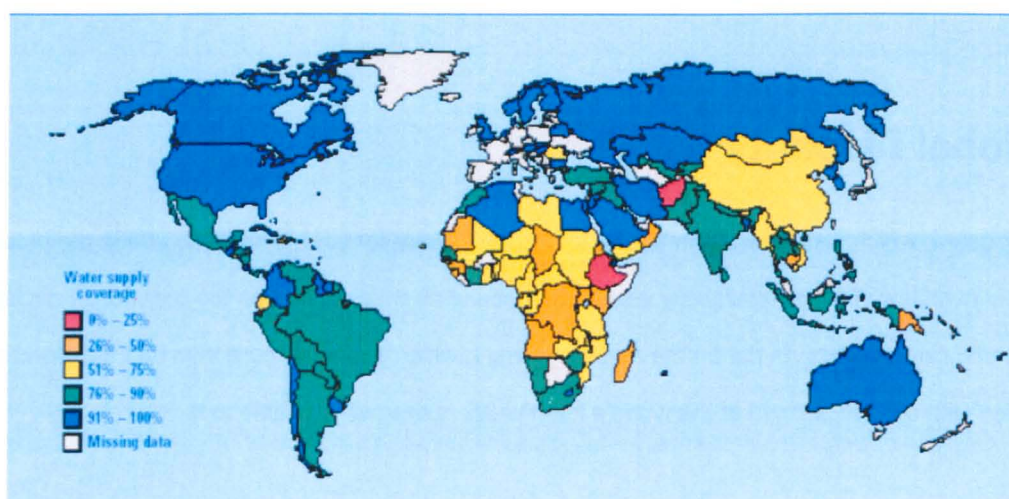 Water supply
coverage
0% – 25%
26% – 50%
51% – 75%
76% – 90%
91% – 100%
Missing data